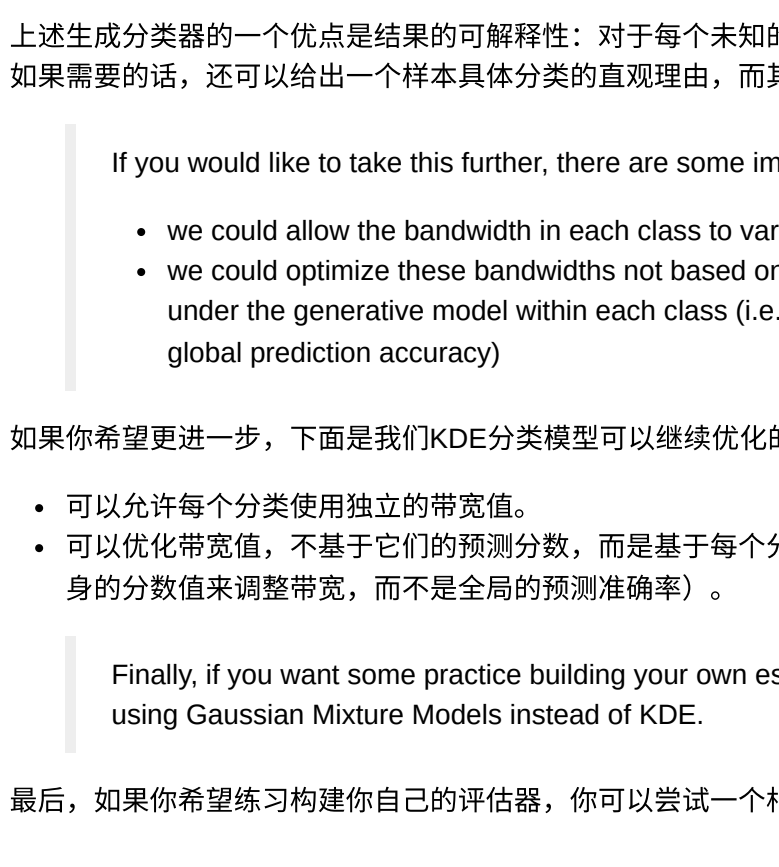 上述生成分类器的一个优点是结果的可解释性：对于每个未知
如果需要的话，还可以给出一个样本具体分类的直观理由，而
If you would like to take this further, there are some
we could allow the bandwidth in each class to
we could optimize these bandwidths not based
under the generative model within each class (i.e.
global prediction accuracy)
如果你希望更进一步，下面是我们KDE分类模型可以继续优化
可以允许每个分类使用独立的带宽值。
可以优化带宽值，不基于它们的预测分数，而是基于每个
身的分数值来调整带宽，而不是全局的预测准确率）。
Finally, if you want some practice building your own
using Gaussian Mixture Models instead of KDE.
最后，如果你希望练习构建你自己的评估器，你可以尝试一个